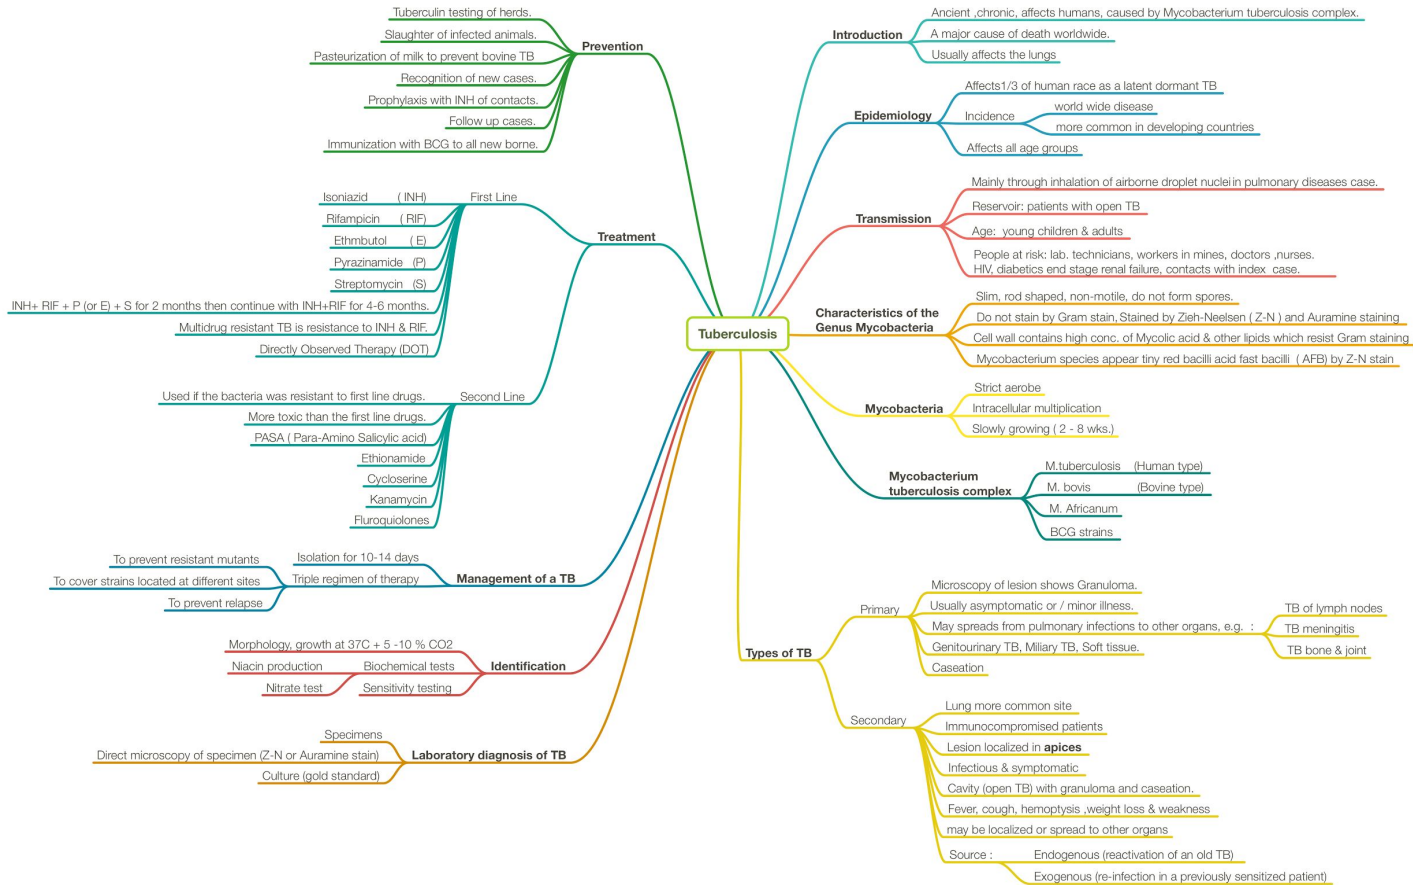 Tuberculosis
Introduction
Ancient ,chronic, affects humans, caused by Mycobacterium tuberculosis complex.
A major cause of death worldwide.
Usually affects the lungs
Epidemiology
Affects1/3 of human race as a latent dormant TB
Incidence
world wide disease
more common in developing countries
Affects all age groups
Transmission
Mainly through inhalation of airborne droplet nuclei in pulmonary diseases case.
Reservoir: patients with open TB
Age: young children & adults
People at risk: lab. technicians, workers in mines, doctors ,nurses.
HIV, diabetics end stage renal failure, contacts with index case.
Characteristics of the
Genus Mycobacteria
Slim, rod shaped, non-motile, do not form spores.
Do not stain by Gram stain, Stained by Zieh-Neelsen ( Z-N ) and Auramine staining
Cell wall contains high conc. of Mycolic acid & other lipids which resist Gram staining
Mycobacterium species appear tiny red bacilli acid fast bacilli ( AFB) by Z-N stain
Mycobacteria
Strict aerobe
Intracellular multiplication
Slowly growing ( 2 - 8 wks.)
Mycobacterium
tuberculosis complex
M.tuberculosis (Human type)
M. bovis (Bovine type)
M. Africanum
BCG strains
Types of TB
Primary
Microscopy of lesion shows Granuloma.
Usually asymptomatic or / minor illness.
May spreads from pulmonary infections to other organs, e.g. :
TB of lymph nodes
TB meningitis
TB bone & joint
Genitourinary TB, Miliary TB, Soft tissue.
Caseation
Secondary
Lung more common site
Immunocompromised patients
Lesion localized in apices
Infectious & symptomatic
Cavity (open TB) with granuloma and caseation.
Fever, cough, hemoptysis ,weight loss & weakness
may be localized or spread to other organs
Source :
Endogenous (reactivation of an old TB)
Exogenous (re-infection in a previously sensitized patient)
Prevention
Tuberculin testing of herds.
Slaughter of infected animals.
Pasteurization of milk to prevent bovine TB
Recognition of new cases.
Prophylaxis with INH of contacts.
Follow up cases.
Immunization with BCG to all new borne.
Treatment
First Line
Isoniazid ( INH)
Rifampicin ( RIF)
Ethmbutol ( E)
Pyrazinamide (P)
Streptomycin (S)
INH+ RIF + P (or E) + S for 2 months then continue with INH+RIF for 4-6 months.
Multidrug resistant TB is resistance to INH & RIF.
Directly Observed Therapy (DOT)
Second Line
Used if the bacteria was resistant to first line drugs.
More toxic than the first line drugs.
PASA ( Para-Amino Salicylic acid)
Ethionamide
Cycloserine
Kanamycin
Fluroquiolones
Management of a TB
Isolation for 10-14 days
Triple regimen of therapy
To prevent resistant mutants
To cover strains located at different sites
To prevent relapse
Identification
Morphology, growth at 37C + 5 -10 % CO2
Biochemical tests
Niacin production
Nitrate test
Sensitivity testing
Laboratory diagnosis of TB
Specimens
Direct microscopy of specimen (Z-N or Auramine stain)
Culture (gold standard)